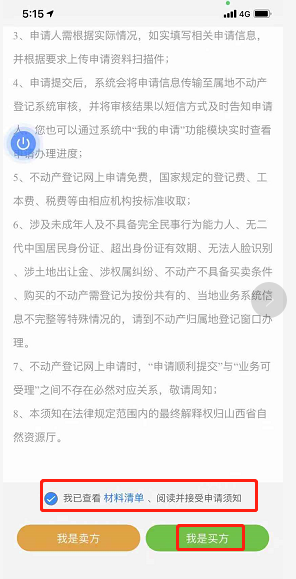 5:15
4G
3、申请人需根据实际情况，如实填写相关申请信息，
并根据要求上传申请资料扫描件；
4、申请提交后，系统会将申请信息传输至属地不动产
登记系统审核，并将审核结果以短信方式及时告知申请
人，您也可以通过系统中“我的申请”功能模块实时查看
申请办理进度；
5、不动产登记网上申请免费，国家规定的登记费、工
本费、税费等由相应机构按标准收取；
6、涉及未成年人及不具备完全民事行为能力人、无二
代中国居民身份证、超出身份证有效期、无法人脸识别
、涉土地出让金、涉权属纠纷、不动产不具备买卖条件
、购买的不动产需登记为按份共有的、当地业务系统信
息不完整等特殊情况的，请到不动产归属地登记窗口办
理。
7、不动产登记网上申请时，“申请顺利提交”与“业务可
受理”之间不存在必然对应关系，敬请周知；
8、本须知在法律规定范围内的最终解释权归山西省自
然资源厅。
我已查看 材料清单 、阅读并接受申请须知
我是卖方
我是买方